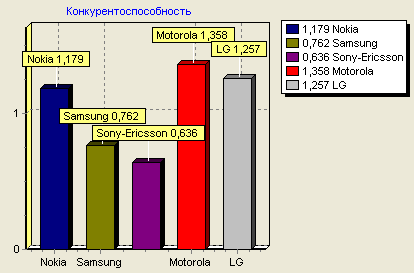 Конкурентоспособность
Motorola 1,358
LG 1,257
Nokia 1,179
Samsung 0,762
Sony-Ericsson 0,636
1
0
Nokia
Samsung
Motorola
LG
1,179 Nokia
0,762 Samsung
0,636 Sony-Ericsson
1,358 Motorola
1,257 LG